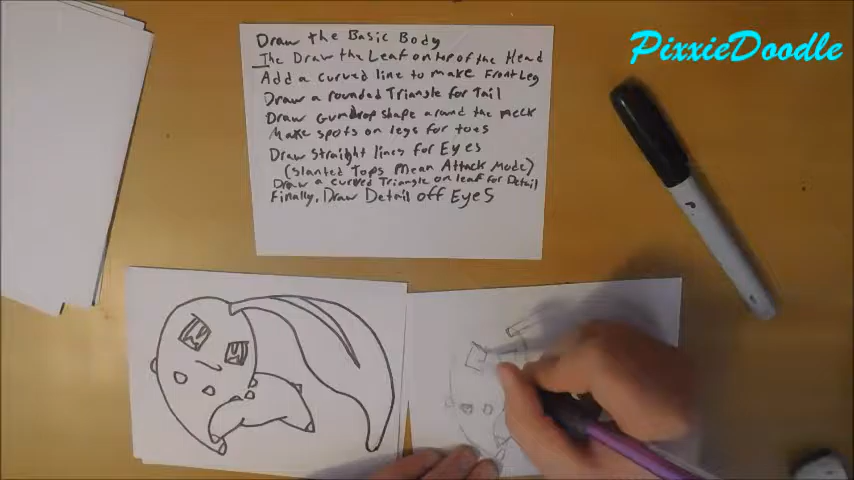 PixxieDoodle
Draw the Basic Body
The Draw the Leaf on top of the Head
Add a curved line to make Front Leg
Draw a rounded Triangle for Tail
Draw Gumdrop shape around the neck
Make spots on legs for toes
Draw straight lines for Eyes
(slanted Tops Mean Attack Mode)
Draw a curved Triangle on leaf for Detail
Finally, Draw Detail off Eyes